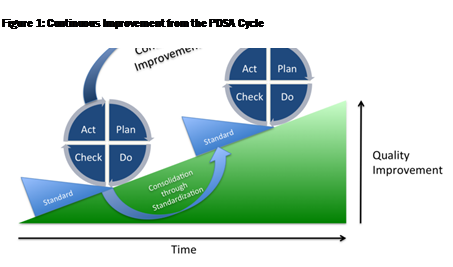 Figure 1: Continuous Improvement from the PDSA Cycle
Improvement
Act
Plan
Check
Do
Standard
Act
Plan
Check
Do
Standard
Consolidation
through
Standardization
Quality
Improvement
Time